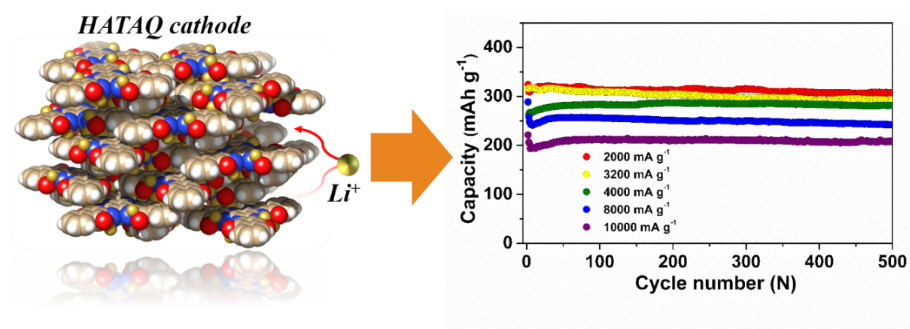 HATAQ cathode
Li⁺
Capacity (mAh g⁻¹)
400
300
200
100
0
2000 mA g⁻¹
3200 mA g⁻¹
4000 mA g⁻¹
8000 mA g⁻¹
10000 mA g⁻¹
0 100 200 300 400 500
Cycle number (N)